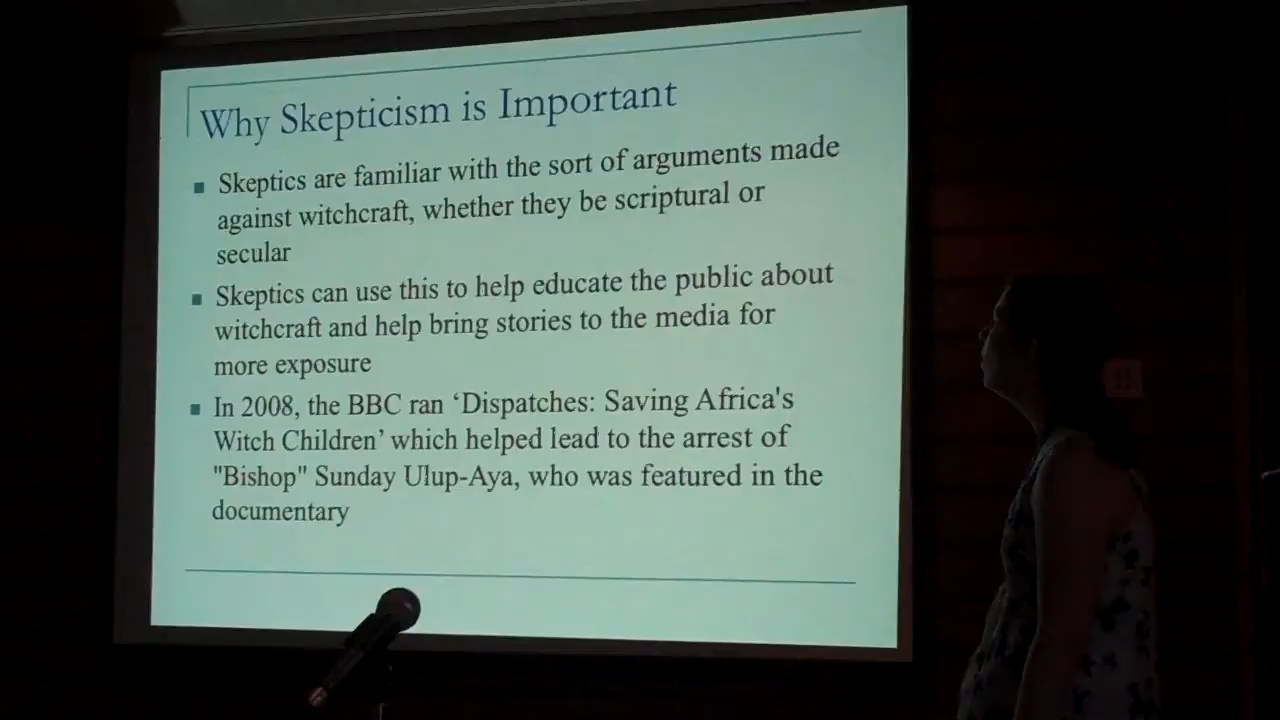 Why Skepticism is Important
Skeptics are familiar with the sort of arguments made
against witchcraft, whether they be scriptural or
secular
Skeptics can use this to help educate the public about
witchcraft and help bring stories to the media for
more exposure
In 2008, the BBC ran ‘Dispatches: Saving Africa's
Witch Children’ which helped lead to the arrest of
"Bishop" Sunday Ulup-Aya, who was featured in the
documentary